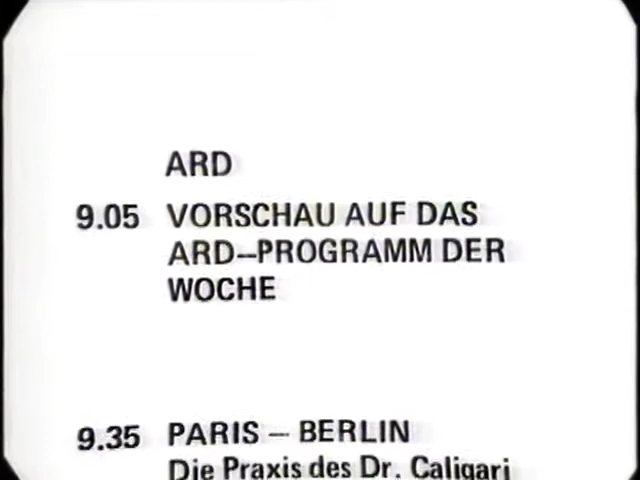 ARD
9.05 VORSCHAU AUF DAS
ARD–PROGRAMM DER
WOCHE
9.35 PARIS – BERLIN
Die Praxis des Dr. Caligari